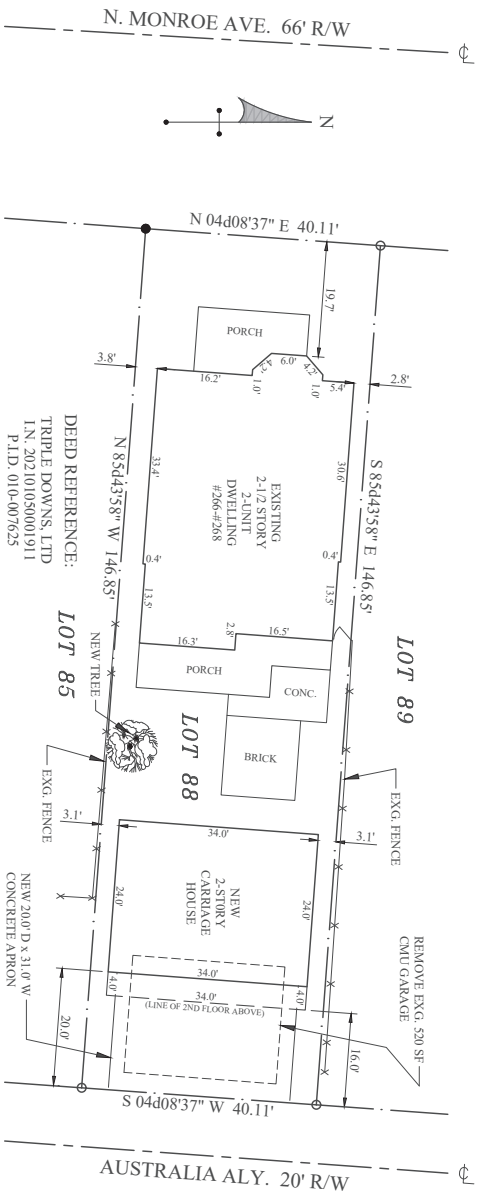 N. MONROE AVE. 66' R/W
℄
N
N 04d08'37" E 40.11'
19.7'
PORCH
6.0'
4.2'
4.2'
1.0'
1.0'
5.4'
16.2'
3.8'
2.8'
S 85d43'58" E 146.85'
N 85d43'58" W 146.85'
30.6'
33.4'
EXISTING
2-1/2 STORY
2-UNIT
DWELLING
#266-#268
0.4'
0.4'
13.5'
13.5'
16.3'
2.8'
16.5'
PORCH
CONC.
BRICK
DEED REFERENCE:
TRIPLE DOWNS, LTD
I.N. 202101050001911
P.I.D. 010-007625
LOT 89
LOT 85
LOT 88
NEW TREE
EXG. FENCE
EXG. FENCE
3.1'
3.1'
34.0'
NEW
2-STORY
CARRIAGE
HOUSE
24.0'
24.0'
34.0'
34.0'
(LINE OF 2ND FLOOR ABOVE)
4.0'
4.0'
REMOVE EXG. 520 SF
CMU GARAGE
NEW 20.0' D x 31.0' W
CONCRETE APRON
20.0'
16.0'
S 04d08'37" W 40.11'
AUSTRALIA ALY. 20' R/W
℄